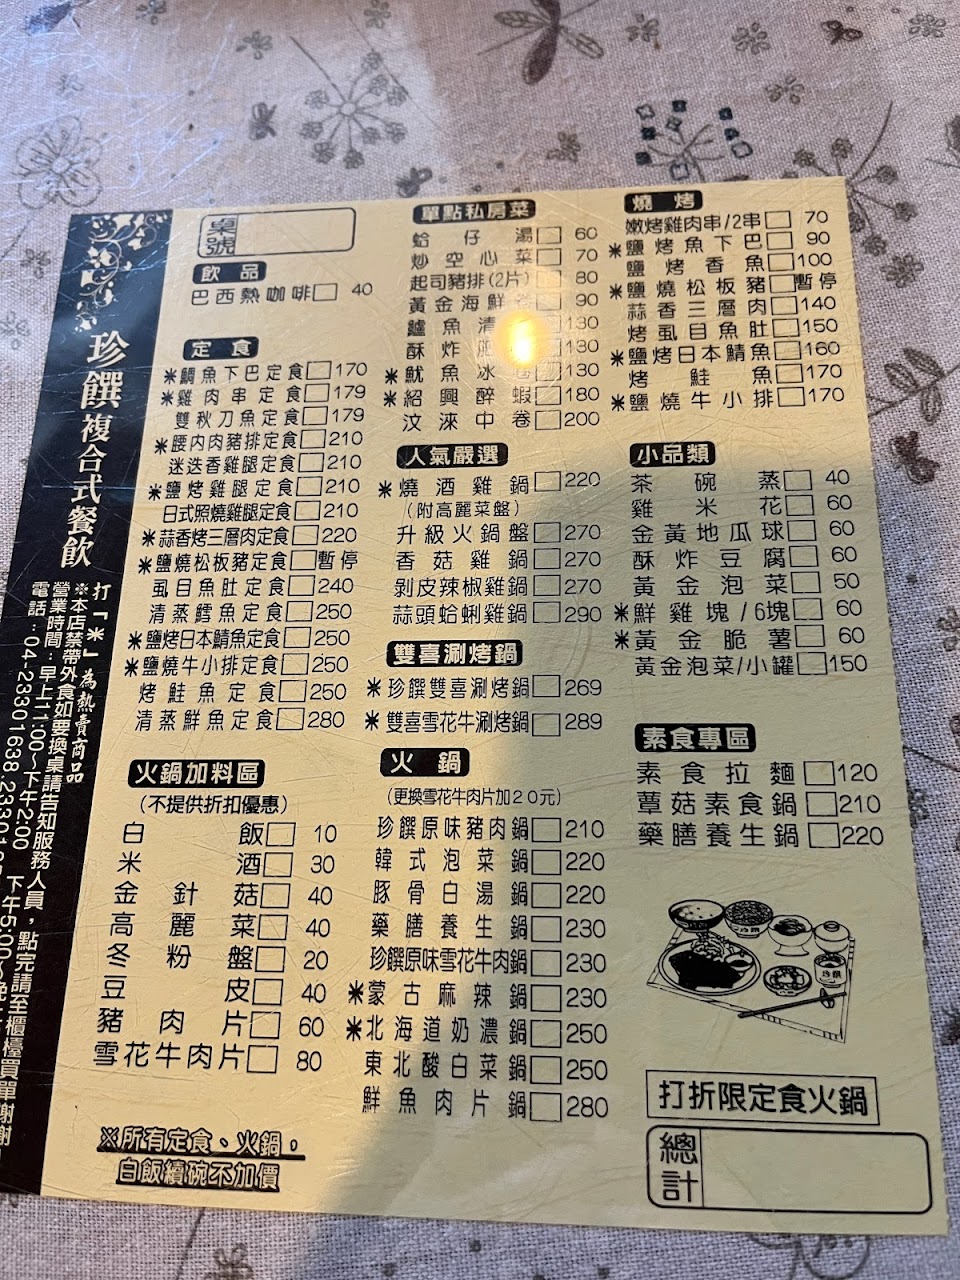 珍饌複合式餐飲
打「*」為熱賣商品
※本店禁帶外食如要換桌請告知服務人員，點完請至櫃檯買單謝謝
營業時間：早上11:00~下午2:00 下午5:00~晚上
電話：04-23301638.
桌號
飲品
巴西熱咖啡□ 40
定食
*鯛魚下巴定食□170
*雞肉串定食□179
雙秋刀魚定食□179
*腰內肉豬排定食□210
迷迭香雞腿定食□210
*鹽烤雞腿定食□210
日式照燒雞腿定食□210
*蒜香烤三層肉定食□220
*鹽燒松板豬定食□暫停
虱目魚肚定食□240
清蒸鱈魚定食□250
*鹽烤日本鯖魚定食□250
*鹽燒牛小排定食□250
烤鮭魚定食□250
清蒸鮮魚定食□280
火鍋加料區
(不提供折扣優惠)
白飯□ 10
米酒□ 30
金針菇□ 40
高麗菜□ 40
冬粉盤□ 20
豆皮□ 40
豬肉片□ 60
雪花牛肉片□ 80
※所有定食、火鍋，
白飯續碗不加價
單點私房菜
蛤仔湯□ 60
炒空心菜□ 70
起司豬排(2片)□ 80
黃金海鮮卷□ 90
鱸魚清 130
酥炸 130
*魷魚冰卷□130
*紹興醉蝦□180
汶淶中卷□200
人氣嚴選
*燒酒雞鍋□220
(附高麗菜盤)
升級火鍋盤□270
香菇雞鍋□270
剝皮辣椒雞鍋□270
蒜頭蛤蜊雞鍋□290
雙喜涮烤鍋
*珍饌雙喜涮烤鍋□269
*雙喜雪花牛涮烤鍋□289
火鍋
(更換雪花牛肉片加20元)
珍饌原味豬肉鍋□210
韓式泡菜鍋□220
豚骨白湯鍋□220
藥膳養生鍋□230
珍饌原味雪花牛肉鍋□230
*蒙古麻辣鍋□230
*北海道奶濃鍋□250
東北酸白菜鍋□250
鮮魚肉片鍋□280
燒烤
嫩烤雞肉串/2串□ 70
*鹽烤魚下巴□ 90
鹽烤香魚□100
*鹽燒松板豬□暫停
蒜香三層肉□140
烤虱目魚肚□150
*鹽烤日本鯖魚□160
烤鮭魚□170
*鹽燒牛小排□170
小品類
茶碗蒸□ 40
雞米花□ 60
金黃地瓜球□ 60
酥炸豆腐□ 60
黃金泡菜□ 50
*鮮雞塊/6塊□ 60
*黃金脆薯□ 60
黃金泡菜/小罐□150
素食專區
素食拉麵□120
蕈菇素食鍋□210
藥膳養生鍋□220
打折限定食火鍋
總計